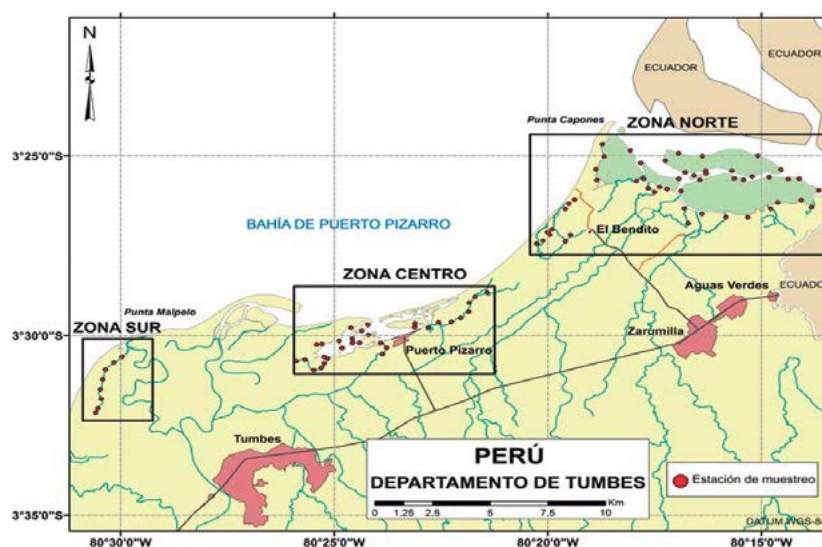 N
ECUADOR
ECUADOR
Punta Capones
ZONA NORTE
3°25'0"S
BAHÍA DE PUERTO PIZARRO
El Bendito
ZONA CENTRO
Aguas Verdes
ECUADOR
Punta Malpelo
3°30'0"S
ZONA SUR
Puerto Pizarro
Zarumilla
Tumbes
PERÚ
DEPARTAMENTO DE TUMBES
Km
0 1,25 2,5 5 7,5 10
Estación de muestreo
3°35'0"S
DATUM WGS-8
80°30'0"W
80°25'0"W
80°20'0"W
80°15'0"W